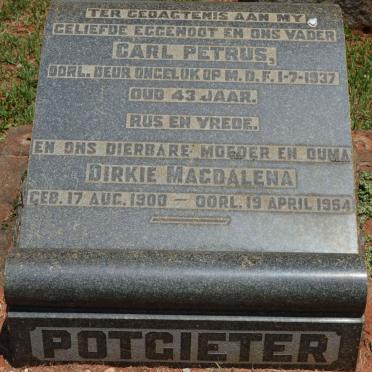 TER GEDAGTENIS AAN MY
GELIEFDE EGGENOOT EN ONS VADER
CARL PETRUS,
OORL. DEUR ONGELUK OP M.D.F. 1-7-1937
OUD 43 JAAR.
RUS EN VREDE.
EN ONS DIERBARE MOEDER EN OUMA
DIRKIE MAGDALENA
GEB. 17 AUG. 1900 — OORL. 19 APRIL 1964
POTGIETER